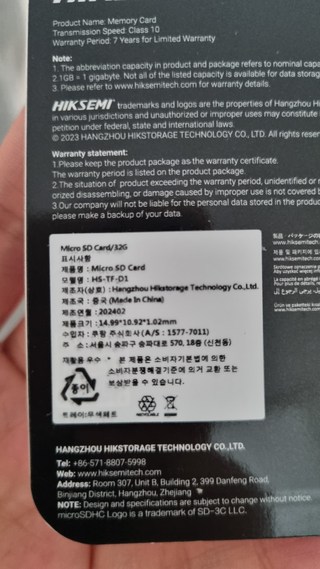 Product Name: Memory Card
Transmission Speed: Class 10
Warranty Period: 7 Years for Limited Warranty
Note:
1. The abbreviation capacity in product and package refers to nominal
2.1GB = 1 gigabyte. Not all of the listed capacity is available for data
3. Please refer to www.hiksemitech.com for warranty details.
HIKSEMI trademarks and logos are the properties of Hangzhou
in various jurisdictions and unauthorized or improper uses may constitute
petition under federal, state and international laws.
© 2023 HANGZHOU HIKSTORAGE TECHNOLOGY CO., LTD. All rights
Warranty statement:
1.Please keep the product package as the warranty certificate.
The warranty period is listed on the product package.
2.The situation of product exceeding the warranty period, unidentified or
orized disassembling, or damage caused by improper use is not covered
3.Our company will not be liable for the personal data stored in the
please make a backup of your data.
Micro SD Card/32G
표시사항
제품명 : Micro SD Card
모델명 : HS-TF-D1
제조자(상호) : Hangzhou Hikstorage Technology Co.,Ltd.
제조국 : 중국 (Made In China)
제조연월 : 202402
제품크기 : 14.99*10.92*1.02mm
수입자 : 쿠팡 주식회사 (A/S : 1577-7011)
주 소 : 서울시 송파구 송파대로 570, 18층 (신천동)
재활용 우수 * 본 제품은 소비자기본법에 의한
소비자분쟁해결기준에 의거 교환 또는
보상받을 수 있습니다.
종이
HANGZHOU HIKSTORAGE TECHNOLOGY CO.,LTD.
Tel: +86-571-8807-5998
Web: www.hiksemitech.com
Address: Room 307, Unit B, Building 2, 399 Danfeng Road,
Binjiang District, Hangzhou, Zhejiang
NOTE: Design and specifications are subject to change without notice.
microSDHC Logo is a trademark of SD-3C LLC.